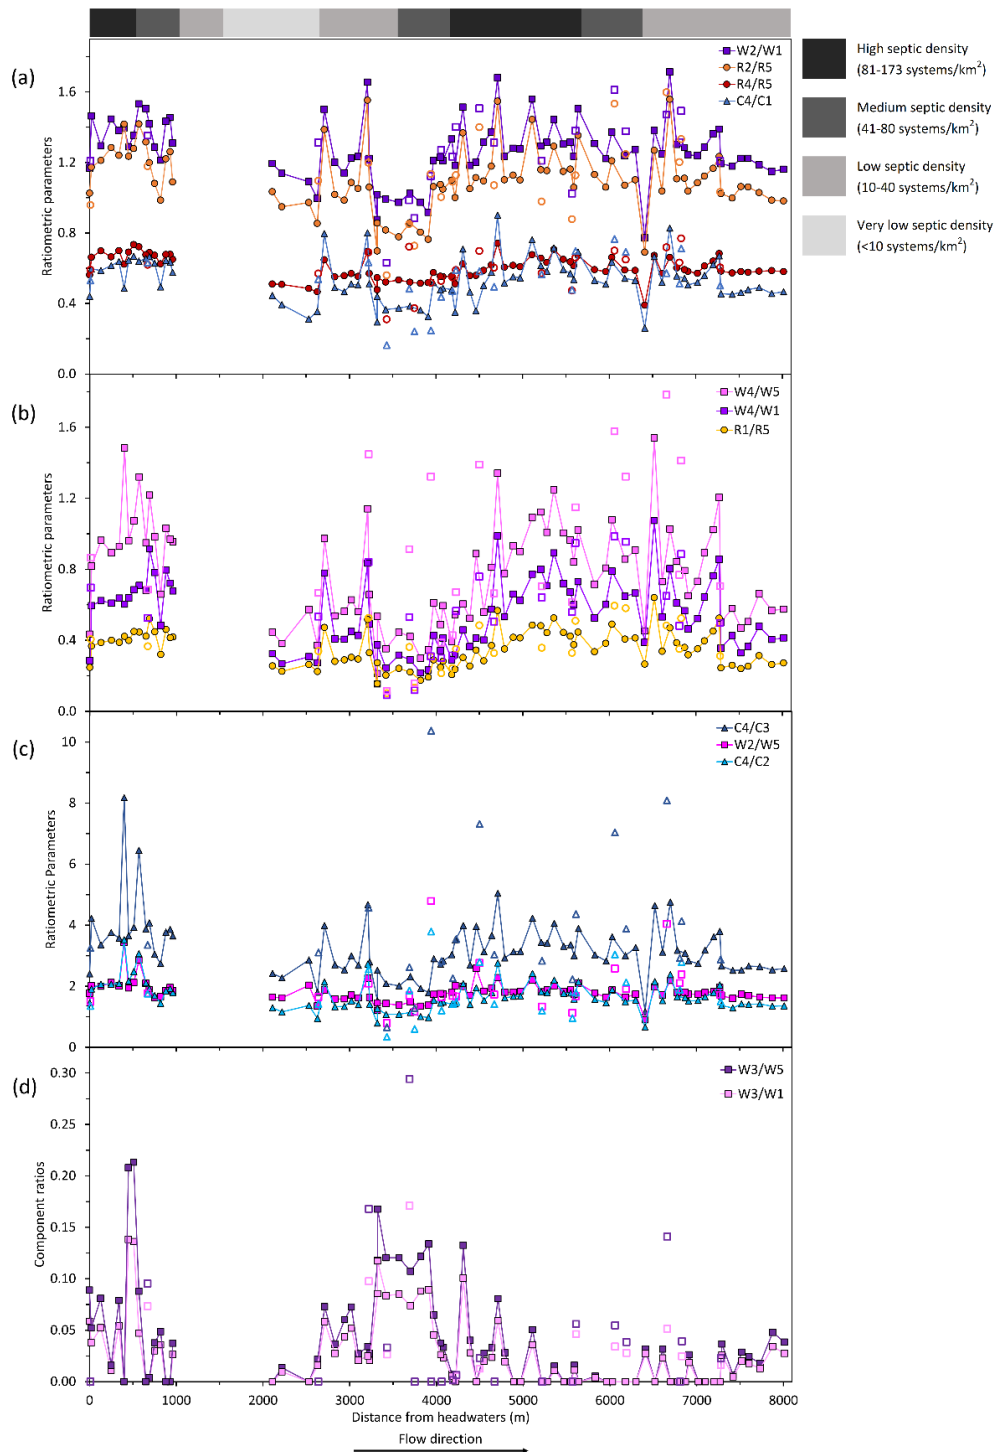 High septic density
(81-173 systems/km²)
Medium septic density
(41-80 systems/km²)
Low septic density
(10-40 systems/km²)
Very low septic density
(<10 systems/km²)
(a)
W2/W1
R2/R5
R4/R5
C4/C1
Ratiometric parameters
1.6
1.2
0.8
0.4
0.0
(b)
W4/W5
W4/W1
R1/R5
Ratiometric parameters
1.6
1.2
0.8
0.4
0.0
(c)
C4/C3
W2/W5
C4/C2
Ratiometric Parameters
10
8
6
4
2
0
(d)
W3/W5
W3/W1
Component ratios
0.30
0.25
0.20
0.15
0.10
0.05
0.00
0 1000 2000 3000 4000 5000 6000 7000 8000
Distance from headwaters (m)
Flow direction